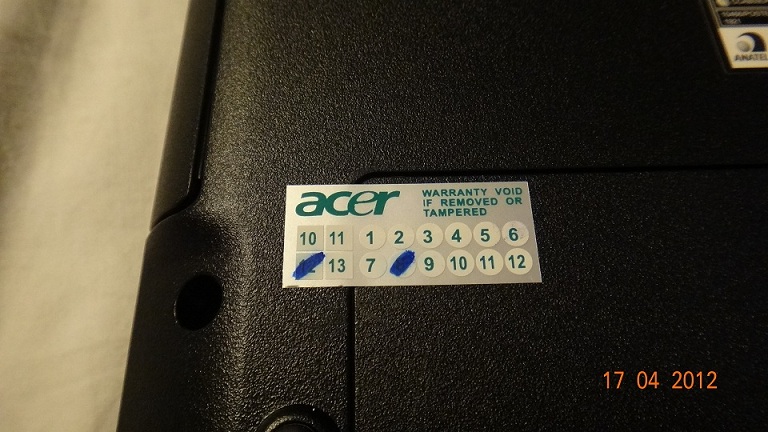 acer
WARRANTY VOID
IF REMOVED OR
TAMPERED
10 11 1 2 3 4 5 6
13 7 9 10 11 12
ANATEL
17 04 2012